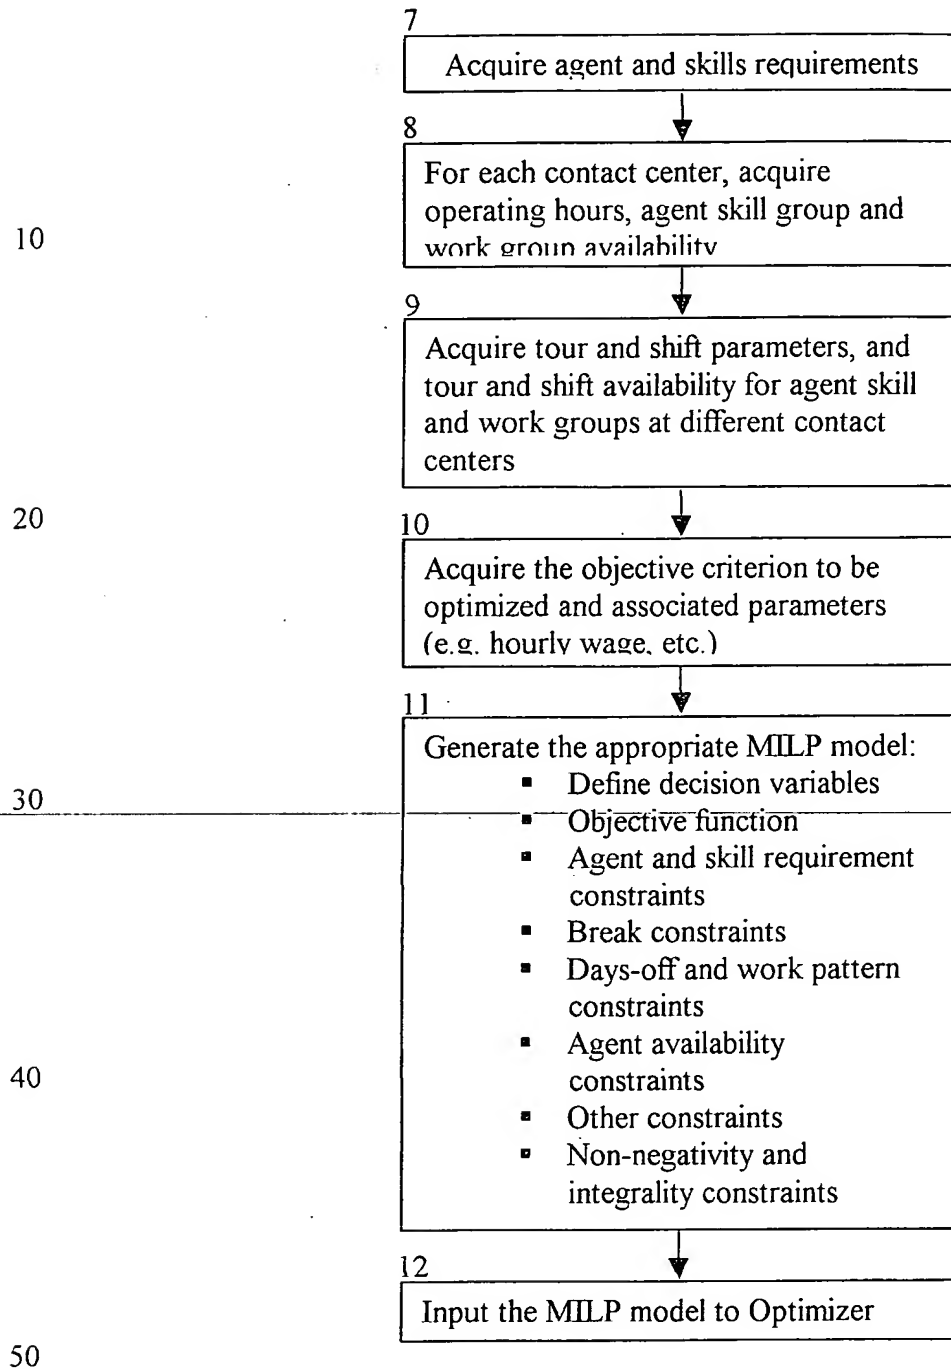 7
Acquire agent and skills requirements
8
For each contact center, acquire
operating hours, agent skill group and
work group availability
10
9
Acquire tour and shift parameters, and
tour and shift availability for agent skill
and work groups at different contact
centers
20
10
Acquire the objective criterion to be
optimized and associated parameters
(e.g. hourly wage, etc.)
11
Generate the appropriate MILP model:
▪ Define decision variables
30
▪ Objective function
▪ Agent and skill requirement
constraints
▪ Break constraints
▪ Days-off and work pattern
constraints
▪ Agent availability
constraints
40
▪ Other constraints
▪ Non-negativity and
integrality constraints
12
Input the MILP model to Optimizer
50